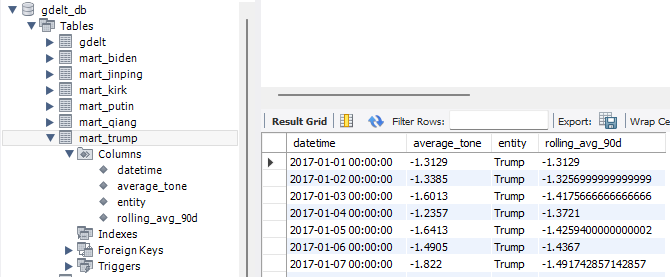 gdelt_db
Tables
gdelt
mart_biden
mart_jinping
mart_kirk
mart_putin
mart_qiang
mart_trump
Columns
datetime
average_tone
entity
rolling_avg_90d
Indexes
Foreign Keys
Triggers
Result Grid Filter Rows: Export: Wrap Ce
datetime average_tone entity rolling_avg_90d
2017-01-01 00:00:00 -1.3129 Trump -1.3129
2017-01-02 00:00:00 -1.3385 Trump -1.3256999999999999
2017-01-03 00:00:00 -1.6013 Trump -1.4175666666666666
2017-01-04 00:00:00 -1.2357 Trump -1.3721
2017-01-05 00:00:00 -1.6413 Trump -1.4259400000000002
2017-01-06 00:00:00 -1.4905 Trump -1.4367
2017-01-07 00:00:00 -1.822 Trump -1.491742857142857